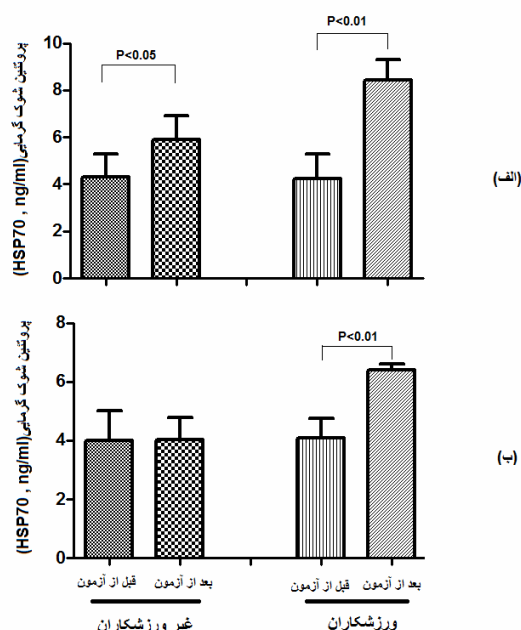 پروتئین شوک گرمایی(HSP70 , ng/ml)
10
8
6
4
2
0
P<0.05
P<0.01
(الف)
پروتئین شوک گرمایی(HSP70 , ng/ml)
8
6
4
2
0
P<0.01
(ب)
قبل از آزمون
بعد از آزمون
قبل از آزمون
بعد از آزمون
غیر ورزشکاران
ورزشکاران